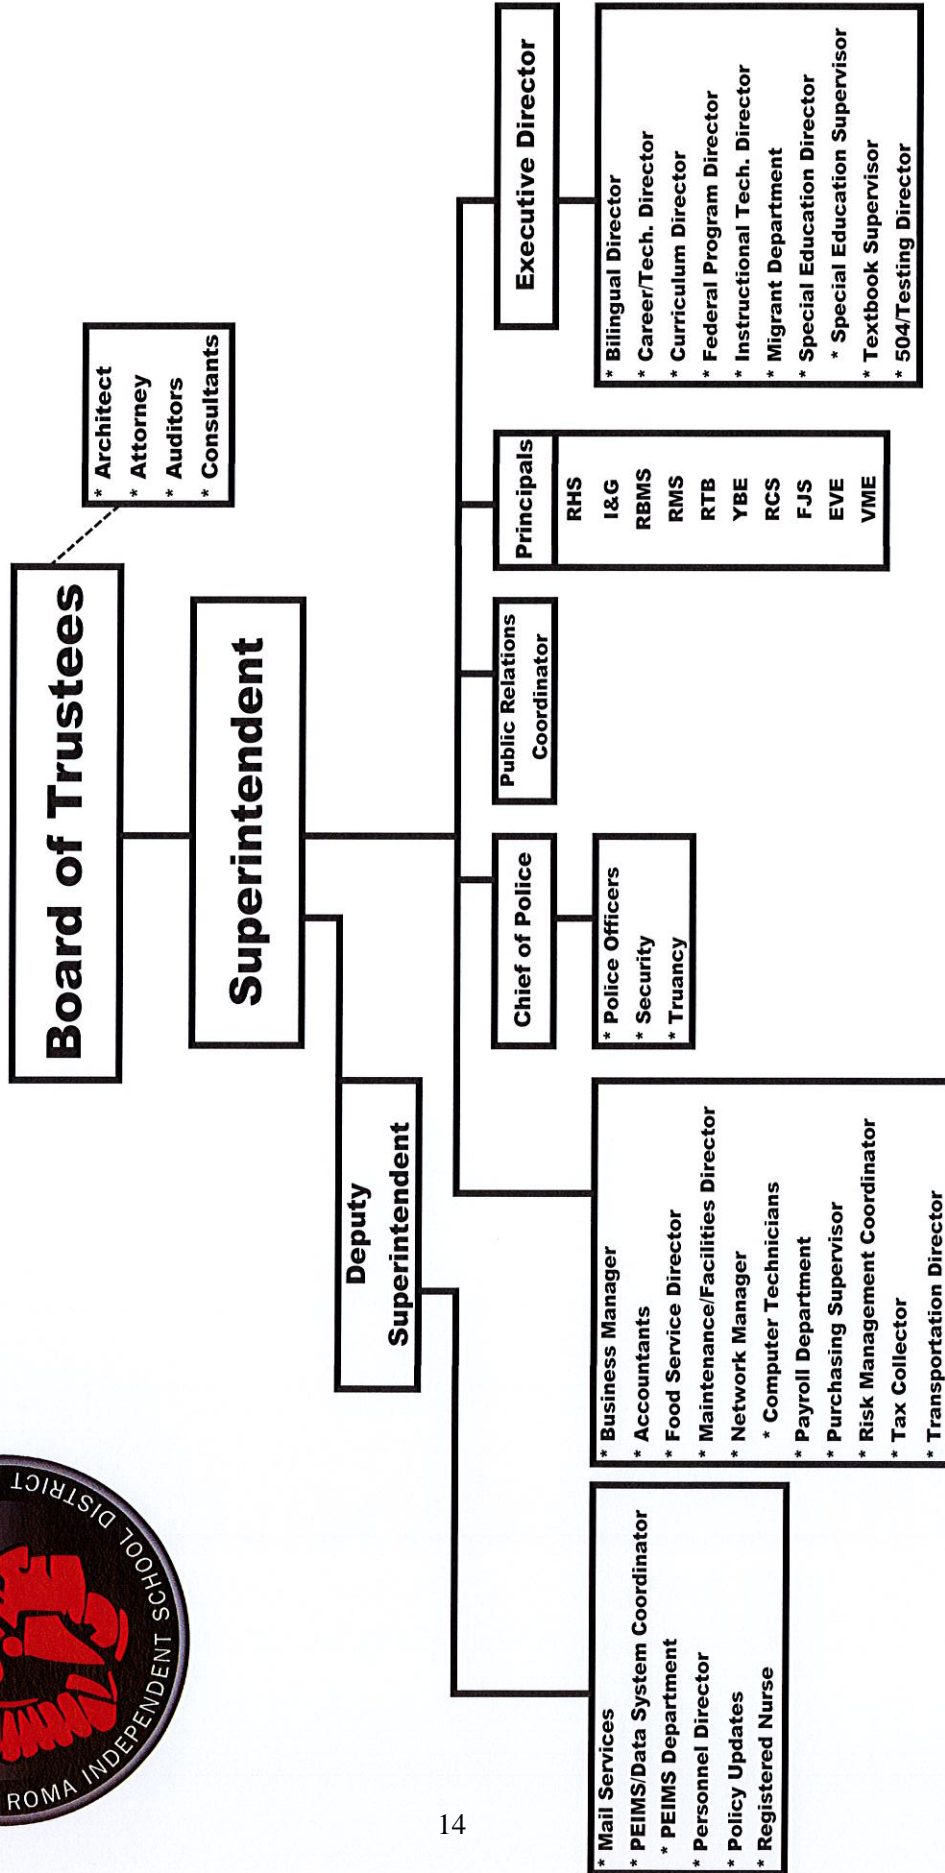 ROMA INDEPENDENT SCHOOL DISTRICT
Board of Trustees
* Architect
* Attorney
* Auditors
* Consultants
Superintendent
Deputy
Superintendent
* Mail Services
* PEIMS/Data System Coordinator
* PEIMS Department
* Personnel Director
* Policy Updates
* Registered Nurse
* Business Manager
* Accountants
* Food Service Director
* Maintenance/Facilities Director
* Network Manager
* Computer Technicians
* Payroll Department
* Purchasing Supervisor
* Risk Management Coordinator
* Tax Collector
* Transportation Director
Chief of Police
* Police Officers
* Security
* Truancy
Public Relations
Coordinator
Principals
RHS
I&G
RBMS
RMS
RTB
YBE
RCS
FJS
EVE
VME
Executive Director
* Bilingual Director
* Career/Tech. Director
* Curriculum Director
* Federal Program Director
* Instructional Tech. Director
* Migrant Department
* Special Education Director
* Special Education Supervisor
* Textbook Supervisor
* 504/Testing Director
14